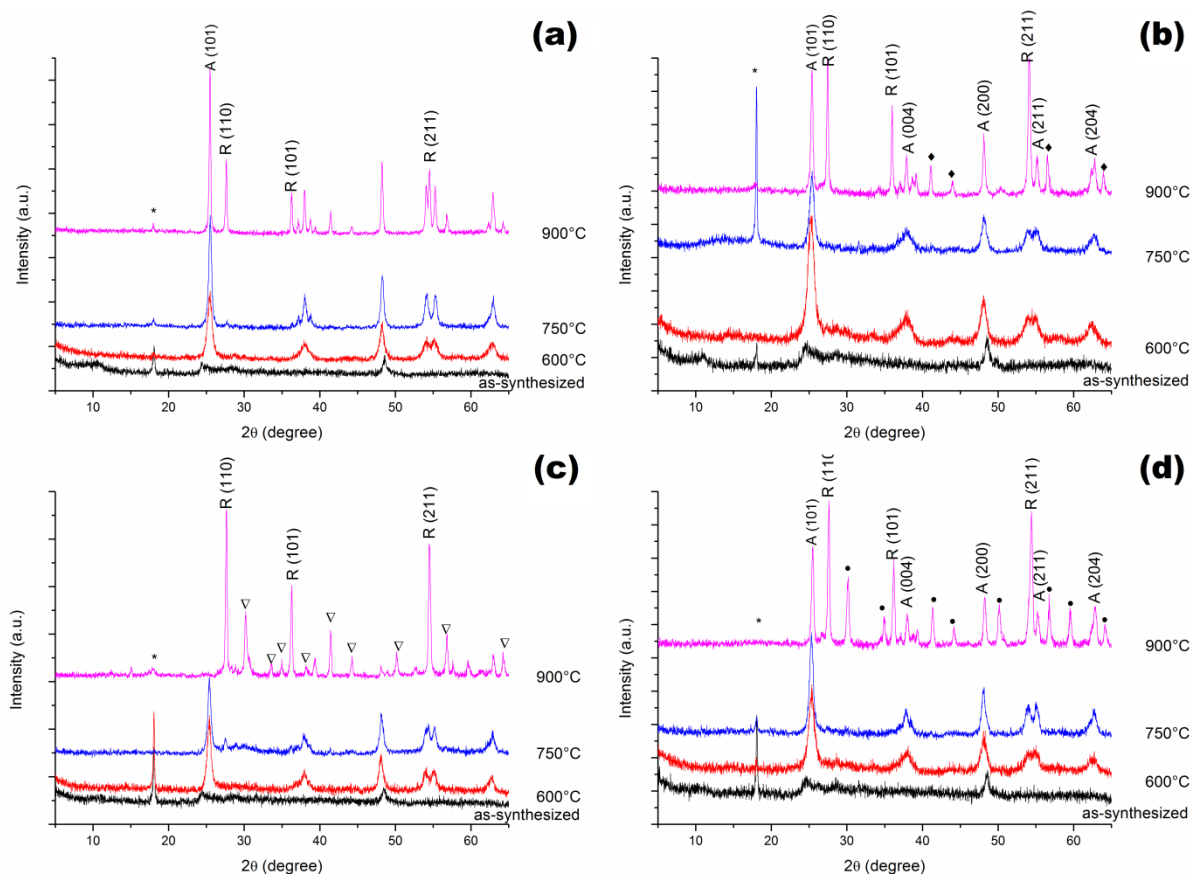 (a)
A (101)
R (110)
R (101)
R (211)
*
900°C
750°C
600°C
as-synthesized
Intensity (a.u.)
10 20 30 40 50 60
2θ (degree)
(b)
*
A (101)
R (110)
R (101)
A (004)
♦
♦
A (200)
R (211)
A (211)
♦
A (204)
♦
900°C
750°C
600°C
as-synthesized
Intensity (a.u.)
10 20 30 40 50 60
2θ (degree)
(c)
R (110)
R (101)
R (211)
*
▽ ▽ ▽ ▽ ▽ ▽ ▽ ▽ ▽
900°C
750°C
600°C
as-synthesized
Intensity (a.u.)
10 20 30 40 50 60
2θ (degree)
(d)
*
A (101)
R (110
•
•
R (101)
A (004)
•
•
A (200)
•
R (211)
A (211)
•
•
A (204)
•
900°C
750°C
600°C
as-synthesized
Intensity (a.u.)
10 20 30 40 50 60
2θ (degree)